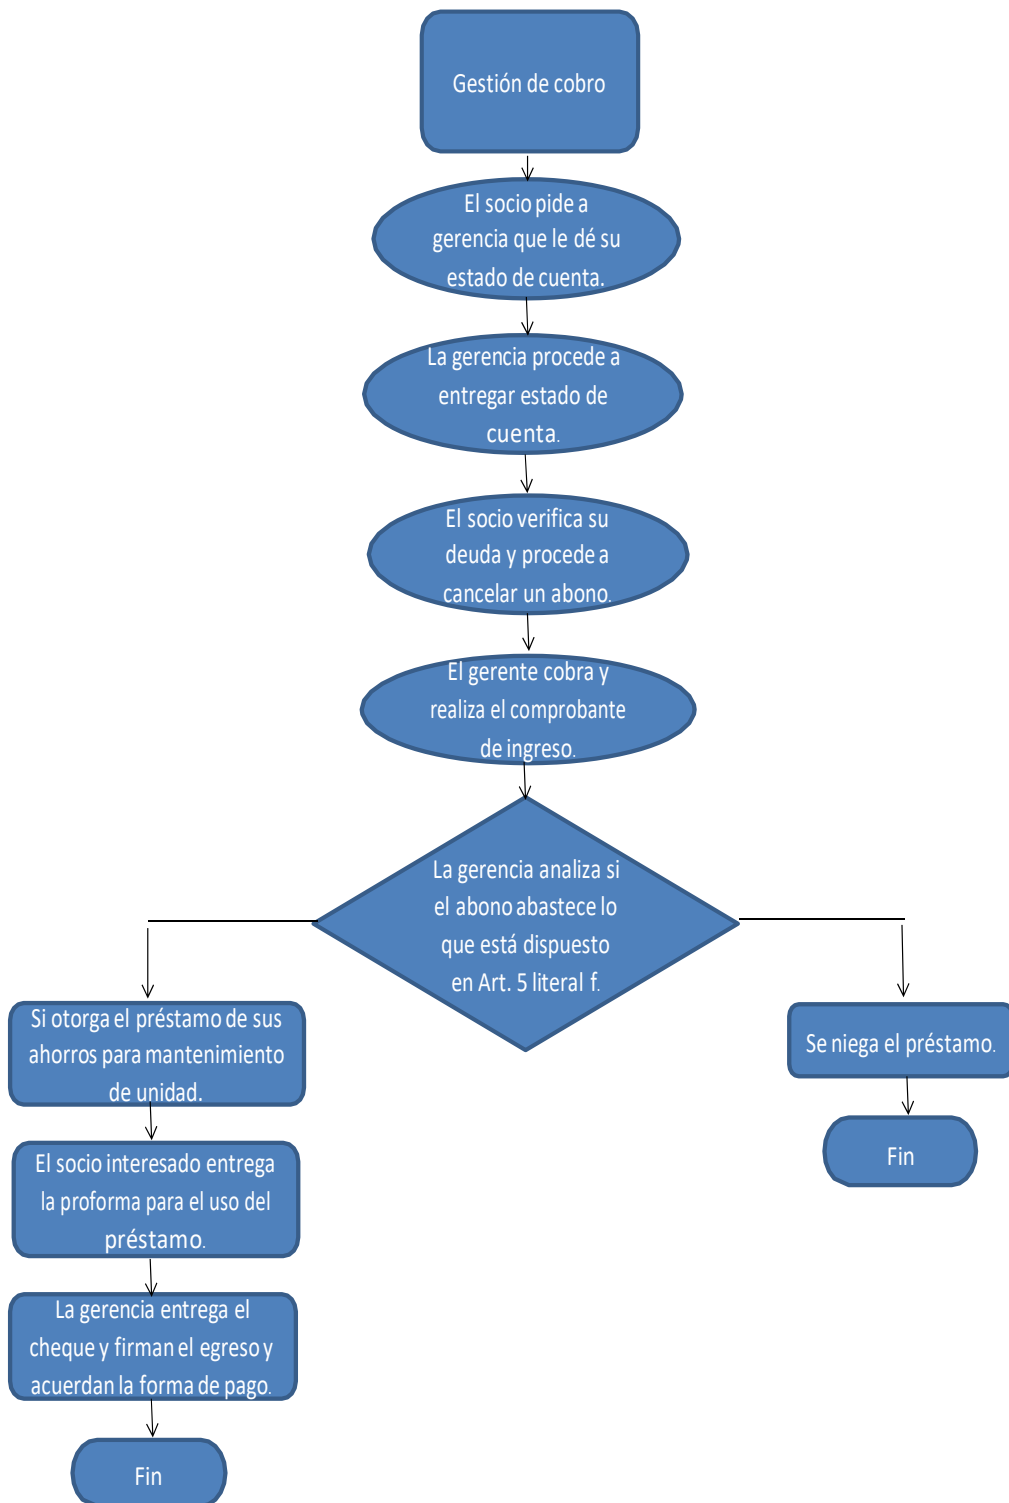 Gestión de cobro
El socio pide a
gerencia que le dé su
estado de cuenta.
La gerencia procede a
entregar estado de
cuenta.
El socio verifica su
deuda y procede a
cancelar un abono.
El gerente cobra y
realiza el comprobante
de ingreso.
La gerencia analiza si
el abono abastece lo
que está dispuesto
en Art. 5 literal f.
Si otorga el préstamo de sus
ahorros para mantenimiento
de unidad.
El socio interesado entrega
la proforma para el uso del
préstamo.
La gerencia entrega el
cheque y firman el egreso y
acuerdan la forma de pago.
Fin
Se niega el préstamo.
Fin